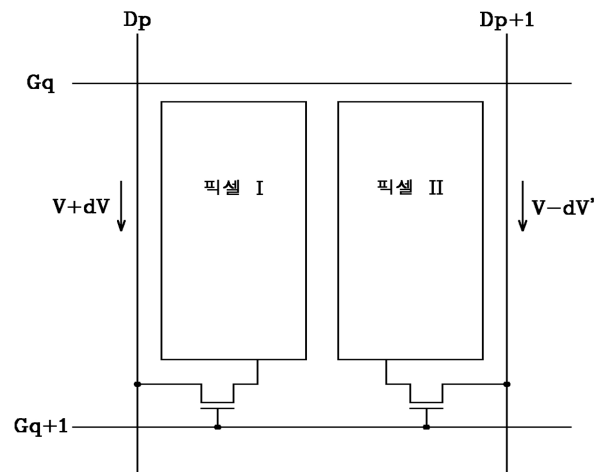 Dp Dp+1
Gq
픽셀 I 픽셀 II
V+dV V-dV'
Gq+1